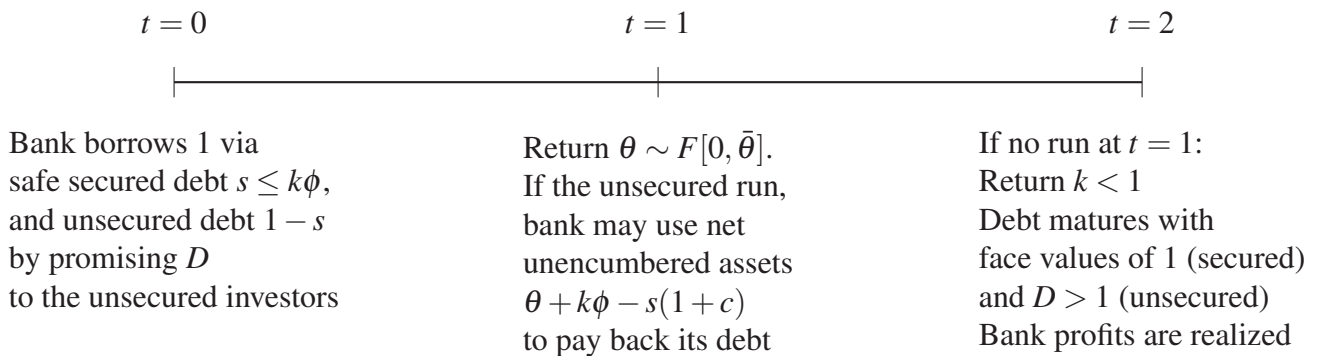 t = 0
t = 1
t = 2
Bank borrows 1 via
safe secured debt s ≤ kϕ,
and unsecured debt 1 − s
by promising D
to the unsecured investors
Return θ ∼ F[0, θ̄].
If the unsecured run,
bank may use net
unencumbered assets
θ + kϕ − s(1 + c)
to pay back its debt
If no run at t = 1:
Return k < 1
Debt matures with
face values of 1 (secured)
and D > 1 (unsecured)
Bank profits are realized